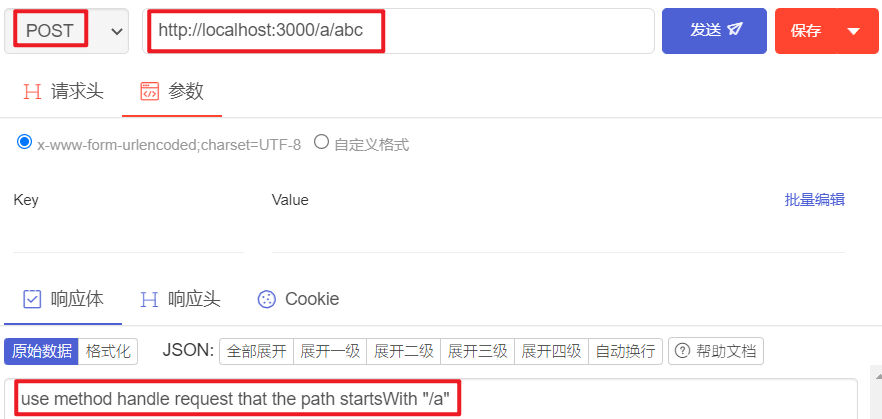 POST http://localhost:3000/a/abc 发送 保存
请求头 参数
x-www-form-urlencoded;charset=UTF-8 自定义格式
Key Value 批量编辑
响应体 响应头 Cookie
原始数据 格式化 JSON: 全部展开 展开一级 展开二级 展开三级 展开四级 自动换行 帮助文档
use method handle request that the path startsWith "/a"